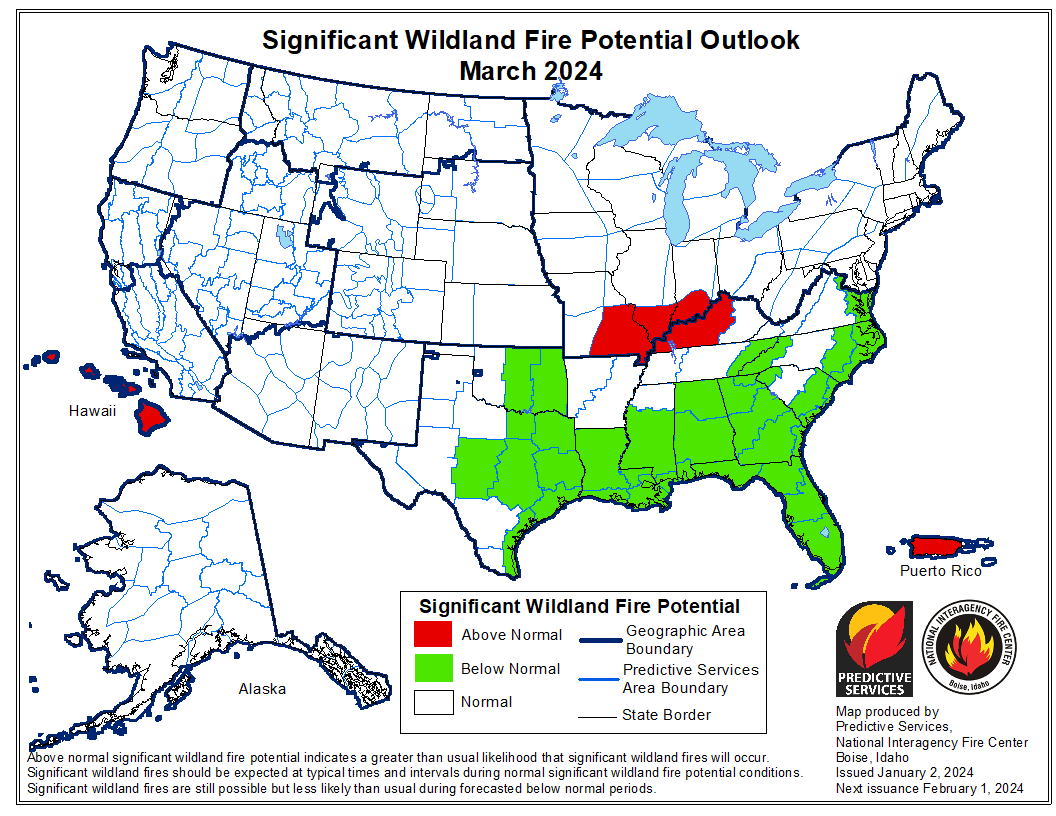 Significant Wildland Fire Potential Outlook
March 2024
Hawaii
Alaska
Puerto Rico
Significant Wildland Fire Potential
Above Normal
Below Normal
Normal
Geographic Area
Boundary
Predictive Services
Area Boundary
State Border
PREDICTIVE
SERVICES
NATIONAL INTERAGENCY FIRE CENTER
Boise, Idaho
Map produced by
Predictive Services,
National Interagency Fire Center
Boise, Idaho
Issued January 2, 2024
Next issuance February 1, 2024
Above normal significant wildland fire potential indicates a greater than usual likelihood that significant wildland fires will occur.
Significant wildland fires should be expected at typical times and intervals during normal significant wildland fire potential conditions.
Significant wildland fires are still possible but less likely than usual during forecasted below normal periods.